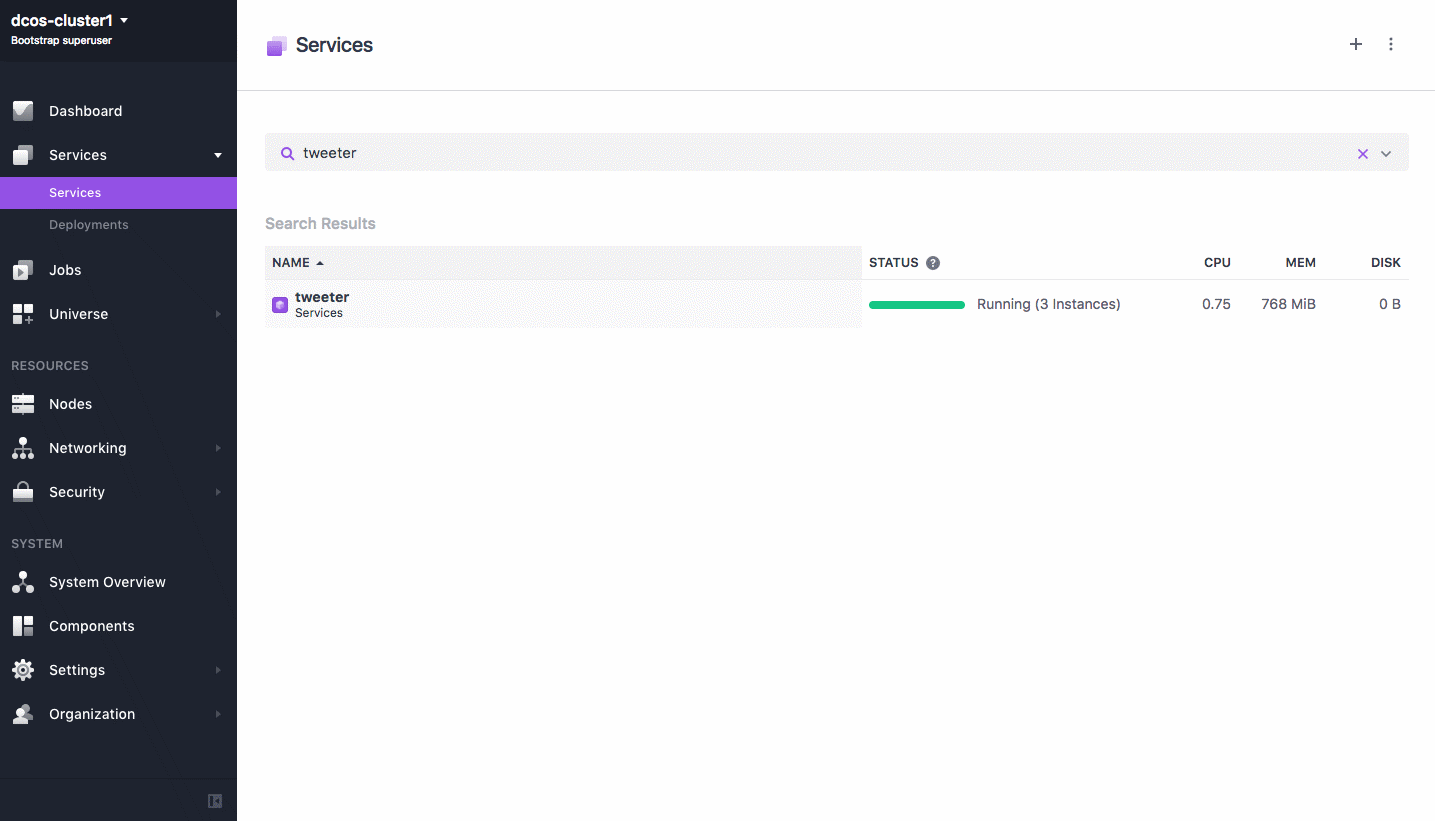 dcos-cluster1
Bootstrap superuser
Dashboard
Services
Services
Deployments
Jobs
Universe
RESOURCES
Nodes
Networking
Security
SYSTEM
System Overview
Components
Settings
Organization
Services
tweeter
Search Results
NAME STATUS ? CPU MEM DISK
tweeter
Services
Running (3 Instances) 0.75 768 MiB 0 B